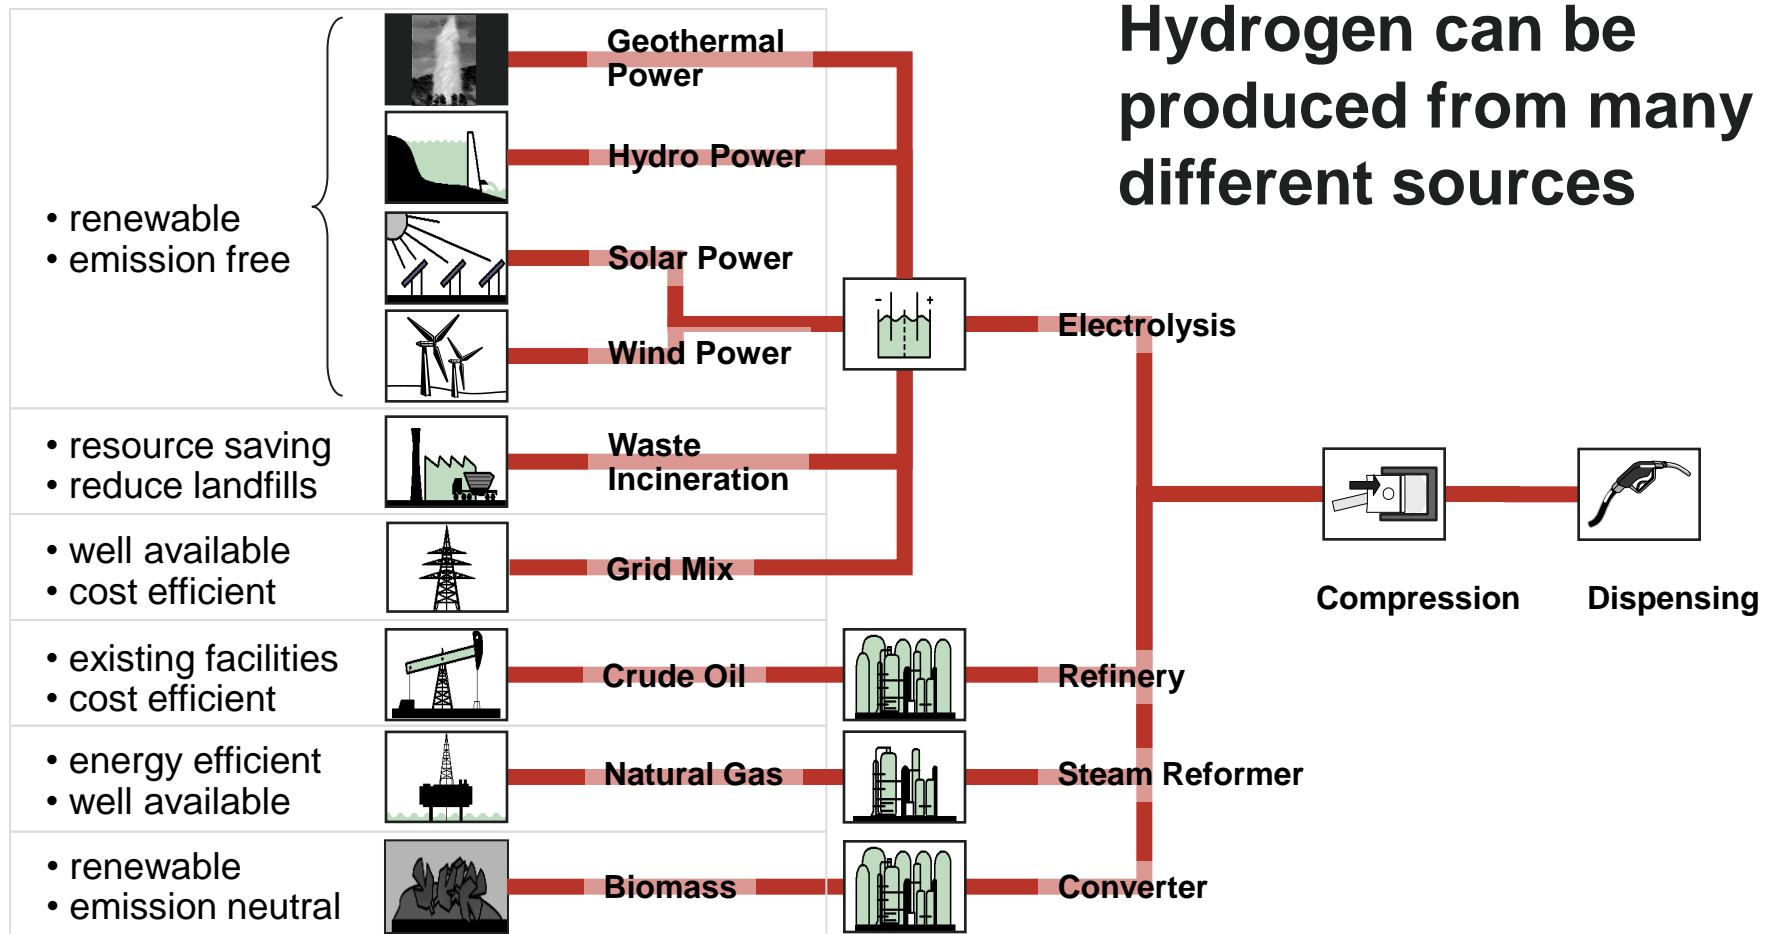 Hydrogen can be
produced from many
different sources
• renewable
• emission free
Geothermal
Power
Hydro Power
Solar Power
Wind Power
- +
Electrolysis
• resource saving
• reduce landfills
Waste
Incineration
• well available
• cost efficient
Grid Mix
Compression
Dispensing
• existing facilities
• cost efficient
Crude Oil
Refinery
• energy efficient
• well available
Natural Gas
Steam Reformer
• renewable
• emission neutral
Biomass
Converter